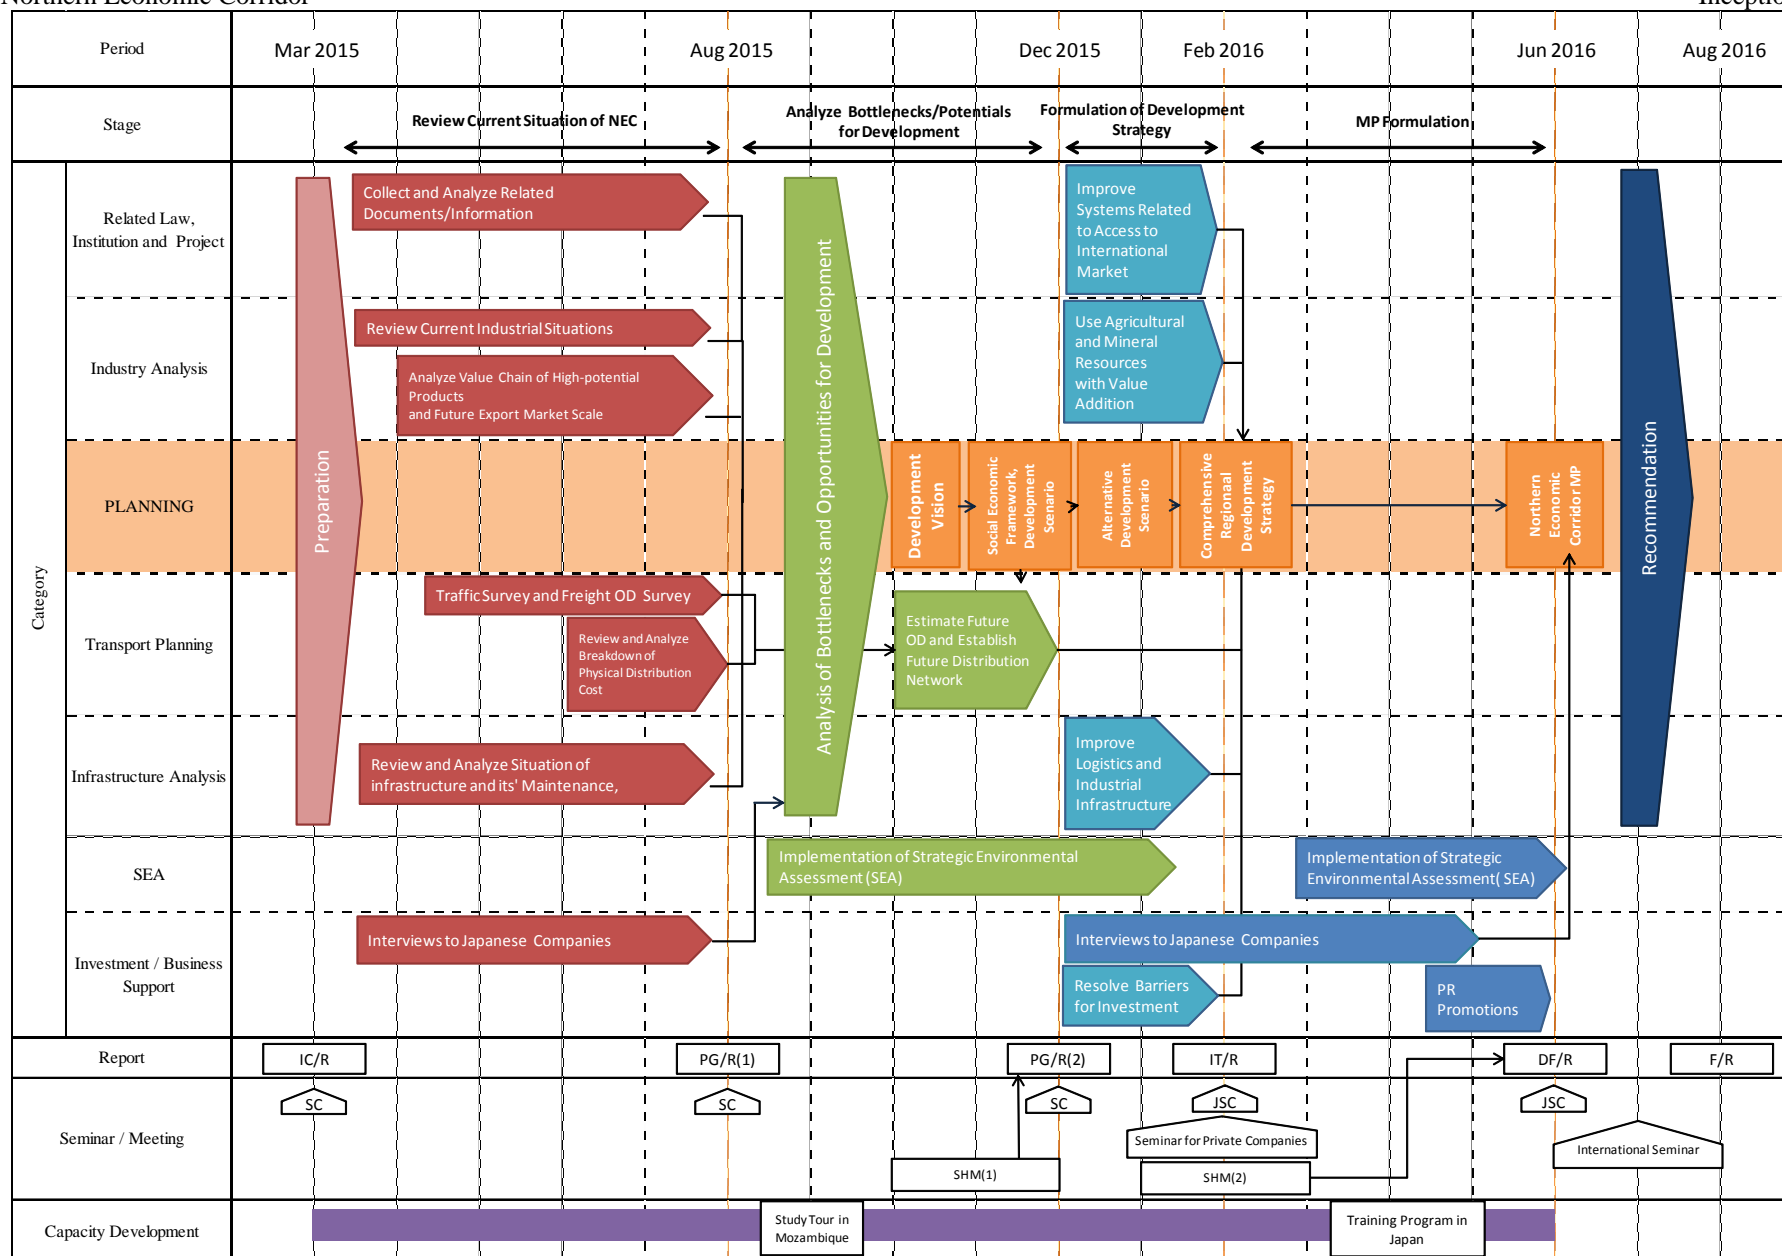 Northern Economic Corridor
Inceptio
Period
Mar 2015
Aug 2015
Dec 2015
Feb 2016
Jun 2016
Aug 2016
Stage
Review Current Situation of NEC
Analyze Bottlenecks/Potentials
for Development
Formulation of Development
Strategy
MP Formulation
Category
Related Law,
Institution and Project
Collect and Analyze Related
Documents/Information
Improve
Systems Related
to Access to
International
Market
Industry Analysis
Review Current Industrial Situations
Analyze Value Chain of High-potential
Products
and Future Export Market Scale
Use Agricultural
and Mineral
Resources
with Value
Addition
PLANNING
Preparation
Analysis of Bottlenecks and Opportunities for Development
Development
Vision
Social Economic
Framework,
Development
Scenario
Alternative
Development
Scenario
Comprehensive
Regionaal
Development
Strategy
Northern
Economic
Corridor MP
Recommendation
Transport Planning
Traffic Survey and Freight OD Survey
Review and Analyze
Breakdown of
Physical Distribution
Cost
Estimate Future
OD and Establish
Future Distribution
Network
Infrastructure Analysis
Review and Analyze Situation of
infrastructure and its' Maintenance,
Improve
Logistics and
Industrial
Infrastructure
SEA
Implementation of Strategic Environmental
Assessment (SEA)
Implementation of Strategic
Environmental Assessment( SEA)
Investment / Business
Support
Interviews to Japanese Companies
Interviews to Japanese Companies
Resolve Barriers
for Investment
PR
Promotions
Report
IC/R
PG/R(1)
PG/R(2)
IT/R
DF/R
F/R
Seminar / Meeting
SC
SC
SC
JSC
JSC
Seminar for Private Companies
International Seminar
SHM(1)
SHM(2)
Capacity Development
Study Tour in
Mozambique
Training Program in
Japan